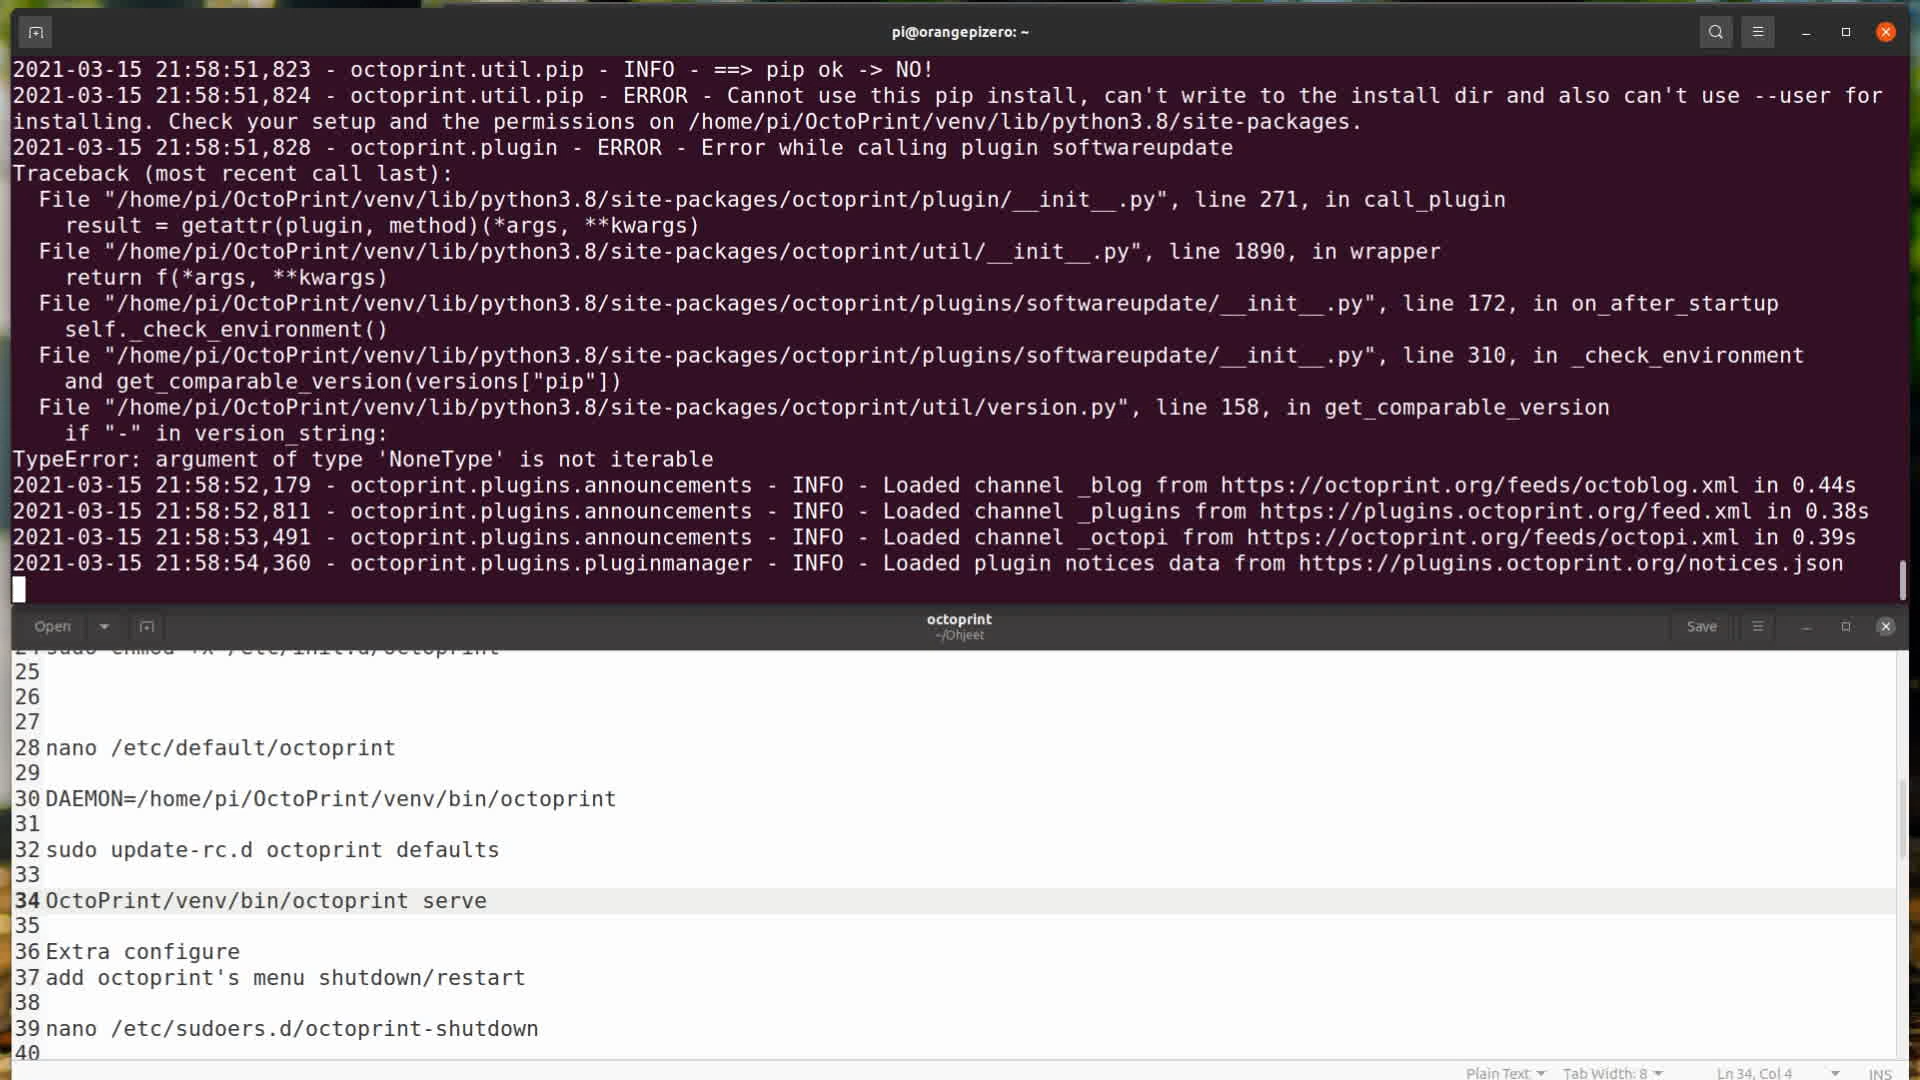 pi@orangepizero: ~
2021-03-15 21:58:51,823 - octoprint.util.pip - INFO - ==> pip ok -> NO!
2021-03-15 21:58:51,824 - octoprint.util.pip - ERROR - Cannot use this pip install, can't write to the install dir and also can't use --user for
installing. Check your setup and the permissions on /home/pi/OctoPrint/venv/lib/python3.8/site-packages.
2021-03-15 21:58:51,828 - octoprint.plugin - ERROR - Error while calling plugin softwareupdate
Traceback (most recent call last):
  File "/home/pi/OctoPrint/venv/lib/python3.8/site-packages/octoprint/plugin/__init__.py", line 271, in call_plugin
    result = getattr(plugin, method)(*args, **kwargs)
  File "/home/pi/OctoPrint/venv/lib/python3.8/site-packages/octoprint/util/__init__.py", line 1890, in wrapper
    return f(*args, **kwargs)
  File "/home/pi/OctoPrint/venv/lib/python3.8/site-packages/octoprint/plugins/softwareupdate/__init__.py", line 172, in on_after_startup
    self._check_environment()
  File "/home/pi/OctoPrint/venv/lib/python3.8/site-packages/octoprint/plugins/softwareupdate/__init__.py", line 310, in _check_environment
    and get_comparable_version(versions["pip"])
  File "/home/pi/OctoPrint/venv/lib/python3.8/site-packages/octoprint/util/version.py", line 158, in get_comparable_version
    if "-" in version_string:
TypeError: argument of type 'NoneType' is not iterable
2021-03-15 21:58:52,179 - octoprint.plugins.announcements - INFO - Loaded channel _blog from https://octoprint.org/feeds/octoblog.xml in 0.44s
2021-03-15 21:58:52,811 - octoprint.plugins.announcements - INFO - Loaded channel _plugins from https://plugins.octoprint.org/feed.xml in 0.38s
2021-03-15 21:58:53,491 - octoprint.plugins.announcements - INFO - Loaded channel _octopi from https://octoprint.org/feeds/octopi.xml in 0.39s
2021-03-15 21:58:54,360 - octoprint.plugins.pluginmanager - INFO - Loaded plugin notices data from https://plugins.octoprint.org/notices.json
Open octoprint Save
~/Ohjeet
24 sudo chmod +x /etc/init.d/octoprint
25
26
27
28 nano /etc/default/octoprint
29
30 DAEMON=/home/pi/OctoPrint/venv/bin/octoprint
31
32 sudo update-rc.d octoprint defaults
33
34 OctoPrint/venv/bin/octoprint serve
35
36 Extra configure
37 add octoprint's menu shutdown/restart
38
39 nano /etc/sudoers.d/octoprint-shutdown
40
Plain Text Tab Width: 8 Ln 34, Col 4 INS